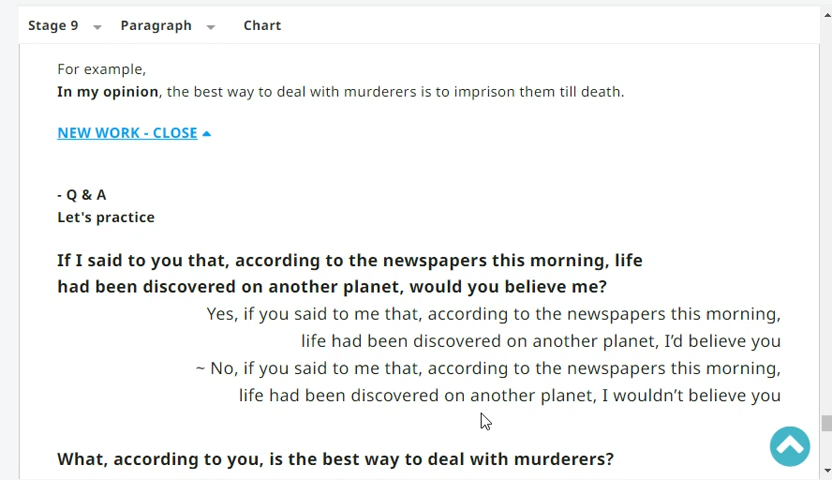 Stage 9 Paragraph Chart
For example,
In my opinion, the best way to deal with murderers is to imprison them till death.
NEW WORK - CLOSE
- Q & A
Let's practice
If I said to you that, according to the newspapers this morning, life
had been discovered on another planet, would you believe me?
Yes, if you said to me that, according to the newspapers this morning,
life had been discovered on another planet, I’d believe you
~ No, if you said to me that, according to the newspapers this morning,
life had been discovered on another planet, I wouldn’t believe you
What, according to you, is the best way to deal with murderers?